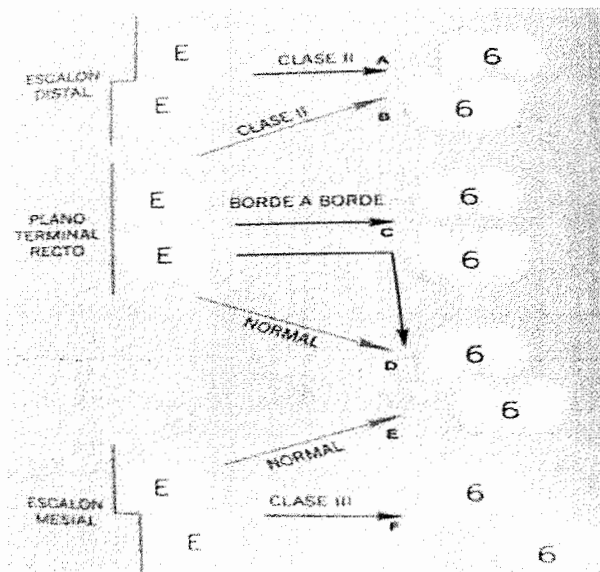 E
CLASE II
A
6
ESCALON
DISTAL
E
CLASE II
B
6
E
BORDE A BORDE
6
PLANO
TERMINAL
RECTO
E
C
6
NORMAL
D
6
6
E
NORMAL
E
ESCALON
MESIAL
CLASE III
6
E
F
6